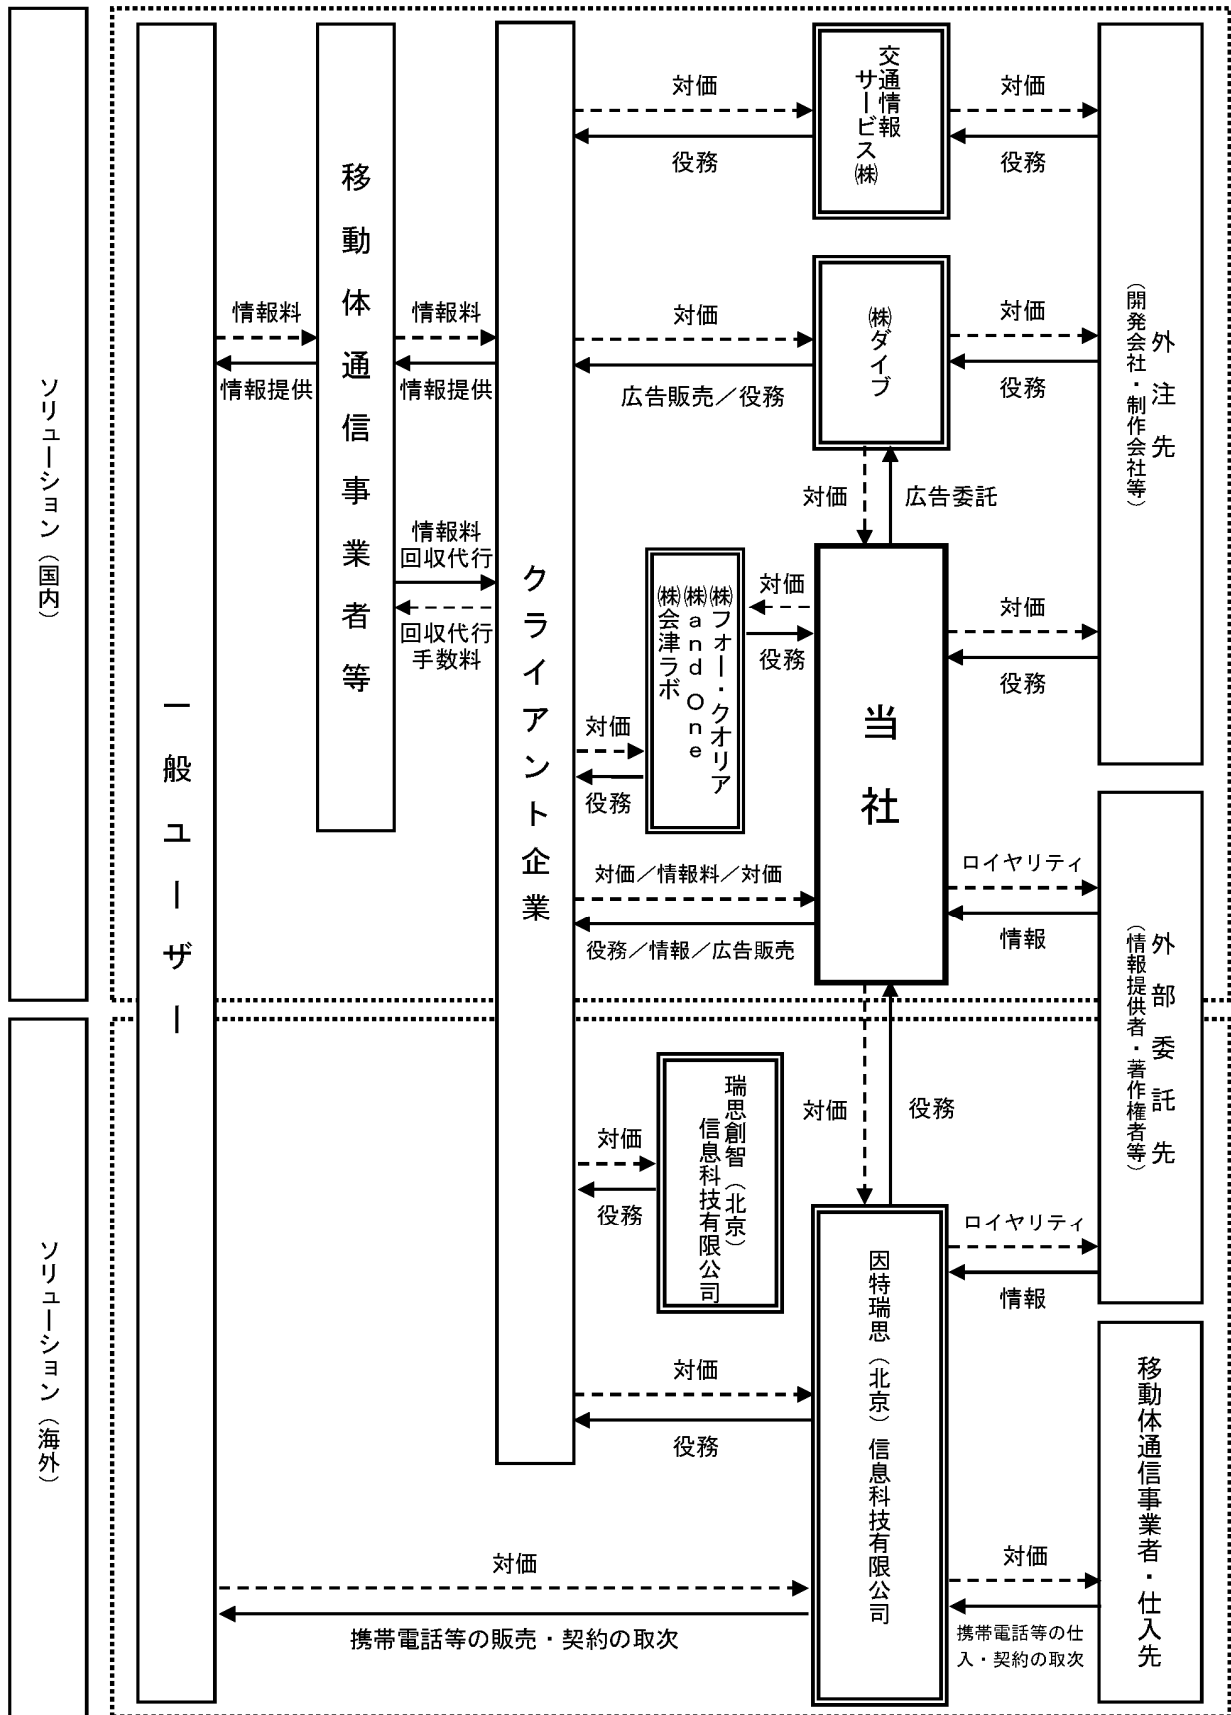 ソリューション（国内）
ソリューション（海外）
一般ユーザー
情報料
情報提供
移動体通信事業者等
情報料
情報提供
情報料
回収代行
回収代行
手数料
クライアント企業
対価
役務
交通情報
サービス㈱
対価
役務
対価
広告販売／役務
㈱ダイブ
対価
役務
外注先
（開発会社・制作会社等）
対価
広告委託
対価
役務
㈱フォー・クオリア
㈱ａｎｄ Ｏｎｅ
㈱会津ラボ
対価
役務
当社
対価
役務
対価／情報料／対価
役務／情報／広告販売
ロイヤリティ
情報
外部委託先
（情報提供者・著作権者等）
対価
役務
対価
役務
瑞思創智（北京）
信息科技有限公司
因特瑞思（北京）信息科技有限公司
ロイヤリティ
情報
対価
役務
対価
携帯電話等の販売・契約の取次
対価
携帯電話等の仕
入・契約の取次
移動体通信事業者・仕入先